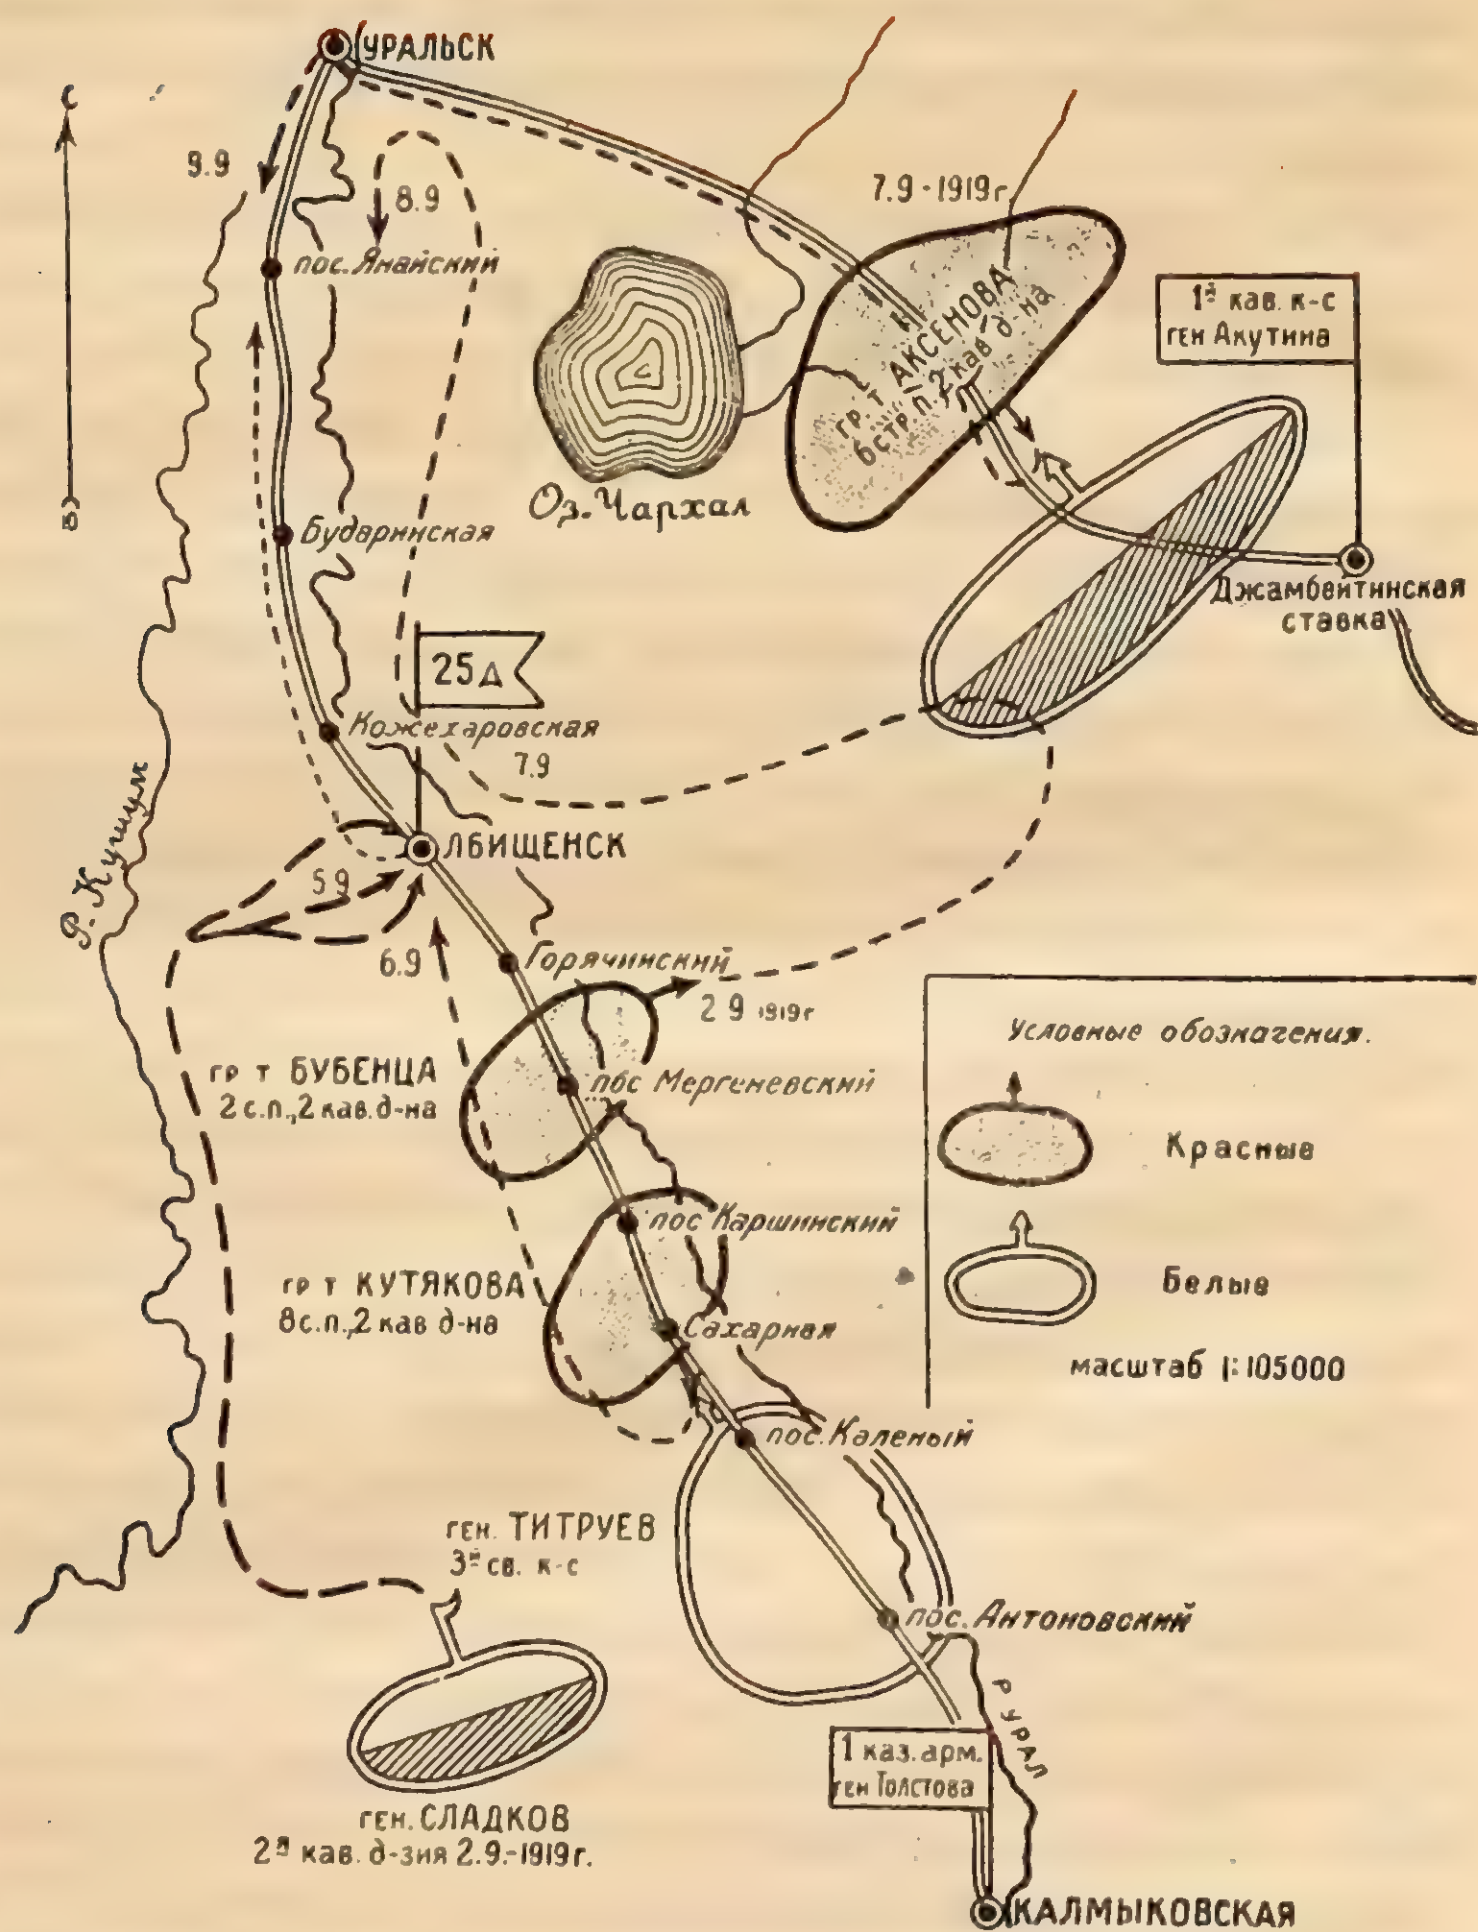 УРАЛЬСК
С
9.9
8.9
7.9-1919г.
пос. Янайский
1й кав. к-с
ген Акутина
гр. т АКСЕНОВА
6стр. п. 2 кав д-на
Оз. Чархал
Ю
Бударинская
Джамбейтинская
ставка
25д
Кожехаровская
7.9
Р. Кушум
ЛБИЩЕНСК
5 9
6.9
Горячинский
2 9 1919г
Условные обозначения.
гр т БУБЕНЦА
2 с.п., 2 кав. д-на
пос Мергеневский
Красные
пос Каршинский
гр т КУТЯКОВА
8с.п., 2 кав д-на
Белые
Сахарная
масштаб 1:105000
пос. Каленый
ген. ТИТРУЕВ
3й св. к-с
пос. Антоновский
Р УРАЛ
1 каз. арм.
ген Толстова
ген. СЛАДКОВ
2я кав. д-зия 2.9.-1919г.
КАЛМЫКОВСКАЯ